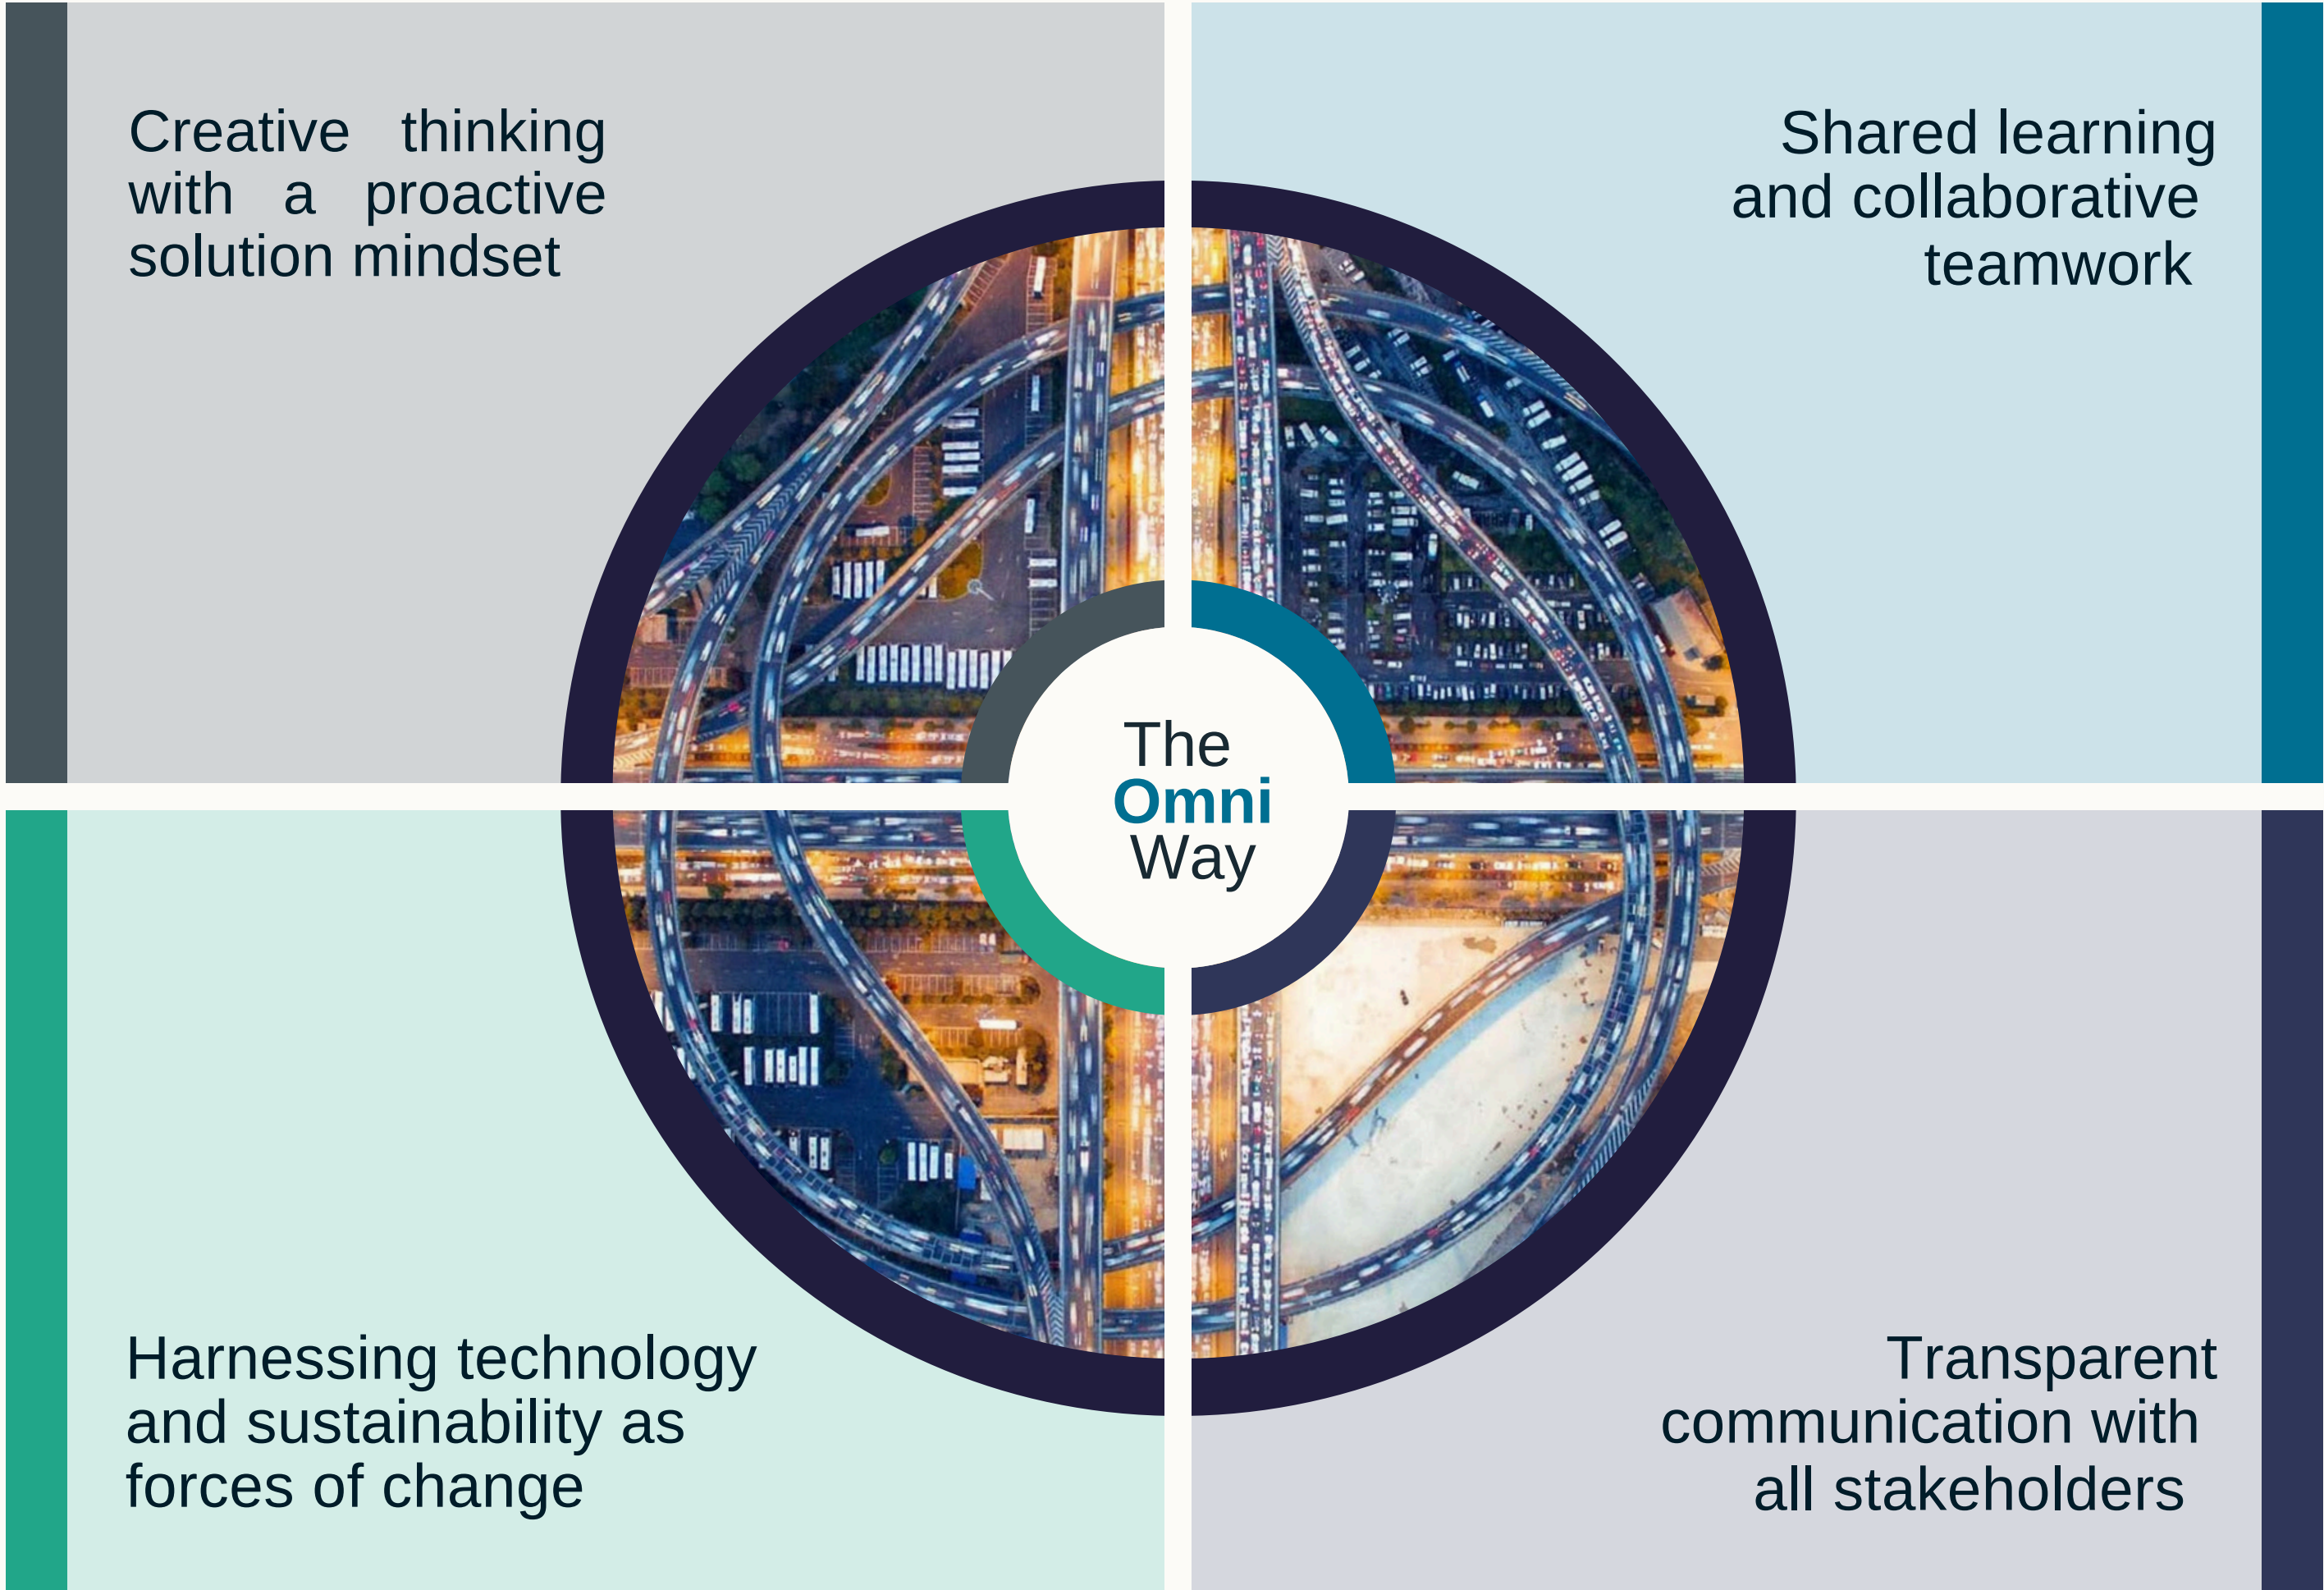 Creative thinking
with a proactive
solution mindset
Shared learning
and collaborative
teamwork
The
Omni
Way
Harnessing technology
and sustainability as
forces of change
Transparent
communication with
all stakeholders